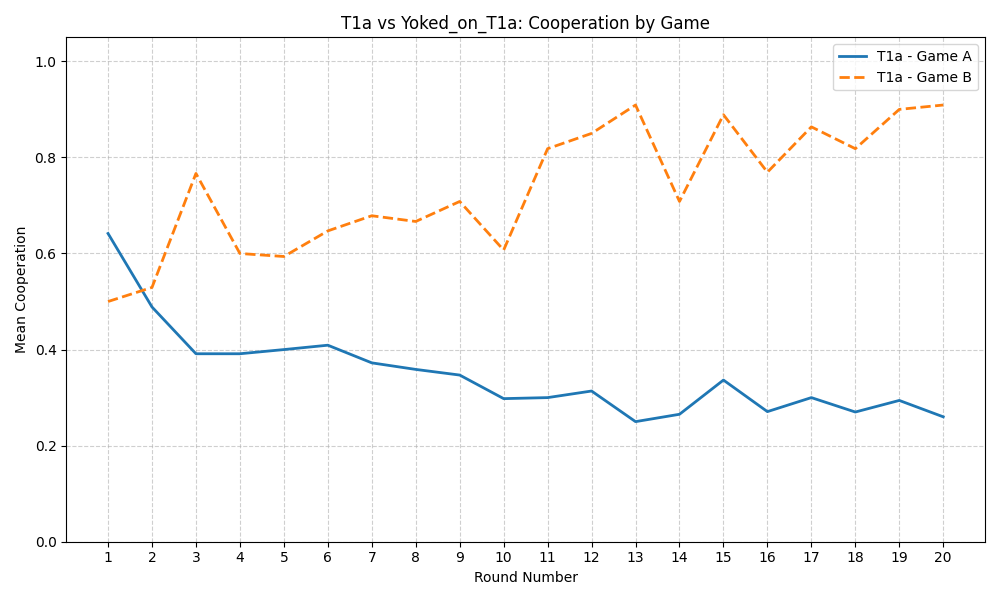 T1a vs Yoked_on_T1a: Cooperation by Game
T1a - Game A
T1a - Game B
Mean Cooperation
1.0
0.8
0.6
0.4
0.2
0.0
1 2 3 4 5 6 7 8 9 10 11 12 13 14 15 16 17 18 19 20
Round Number